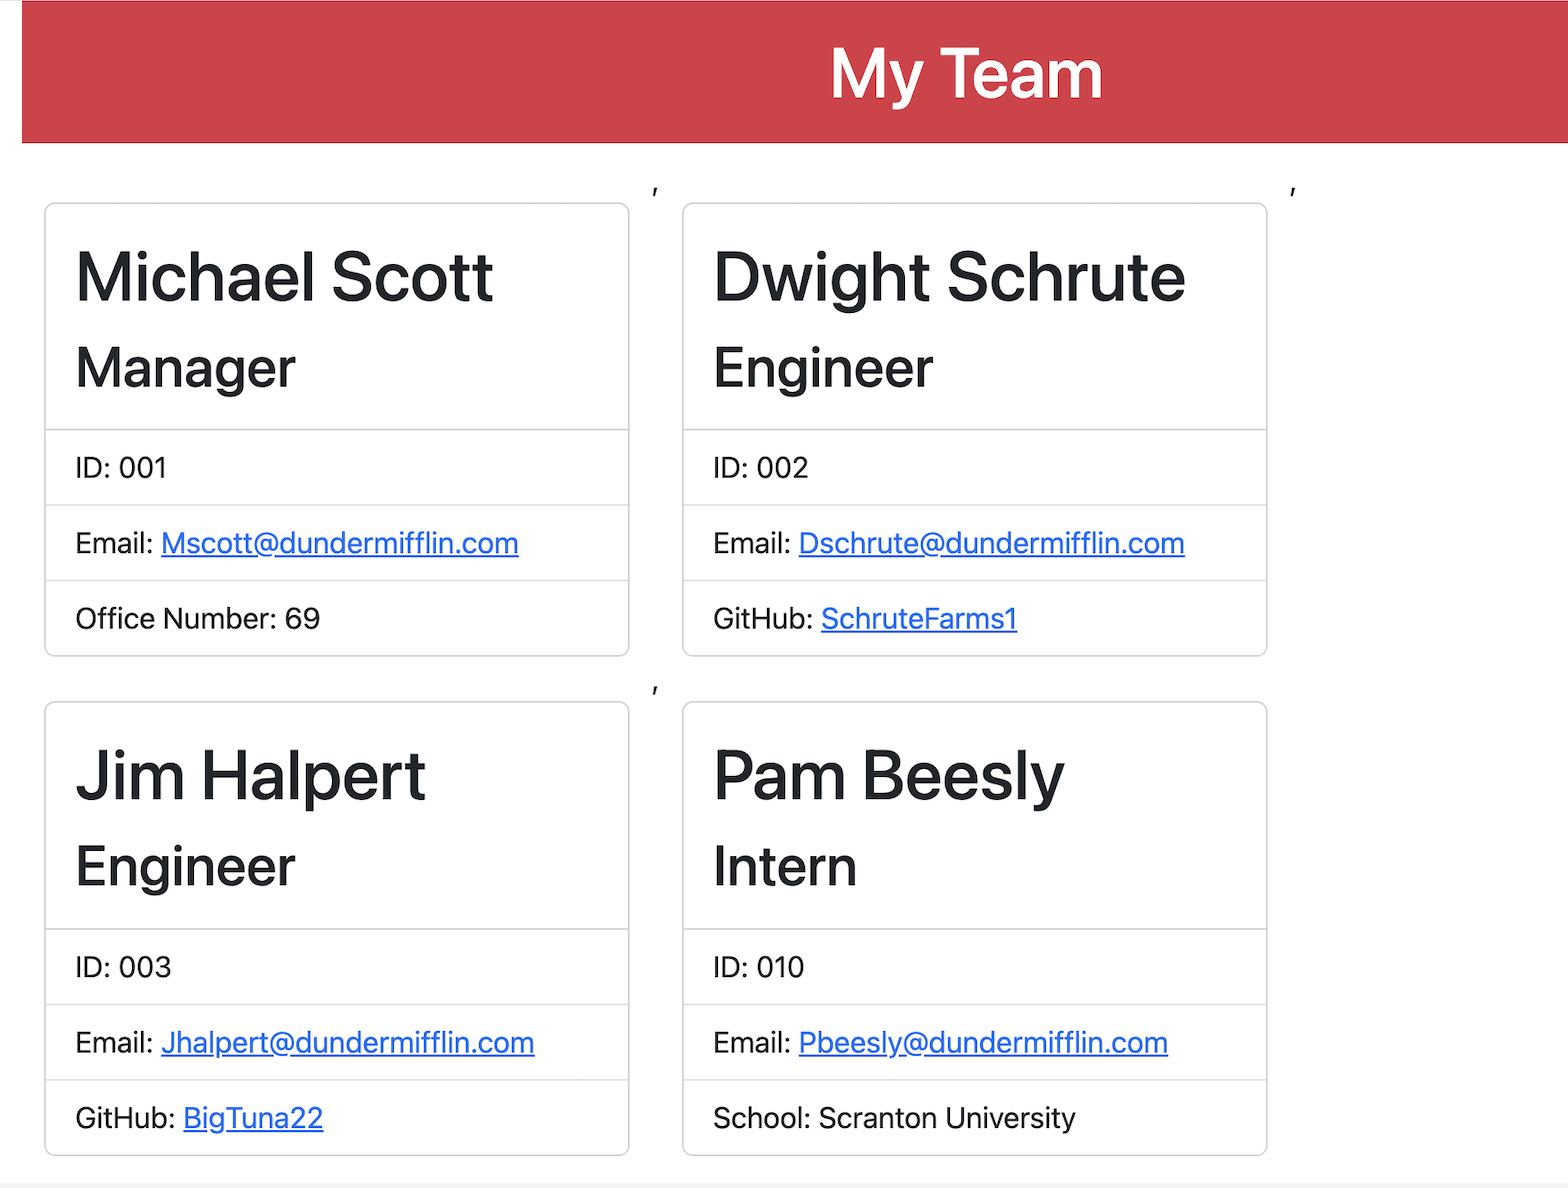 My Team
,
,
Michael Scott
Manager
ID: 001
Email: Mscott@dundermifflin.com
Office Number: 69
Dwight Schrute
Engineer
ID: 002
Email: Dschrute@dundermifflin.com
GitHub: SchruteFarms1
,
Jim Halpert
Engineer
ID: 003
Email: Jhalpert@dundermifflin.com
GitHub: BigTuna22
Pam Beesly
Intern
ID: 010
Email: Pbeesly@dundermifflin.com
School: Scranton University